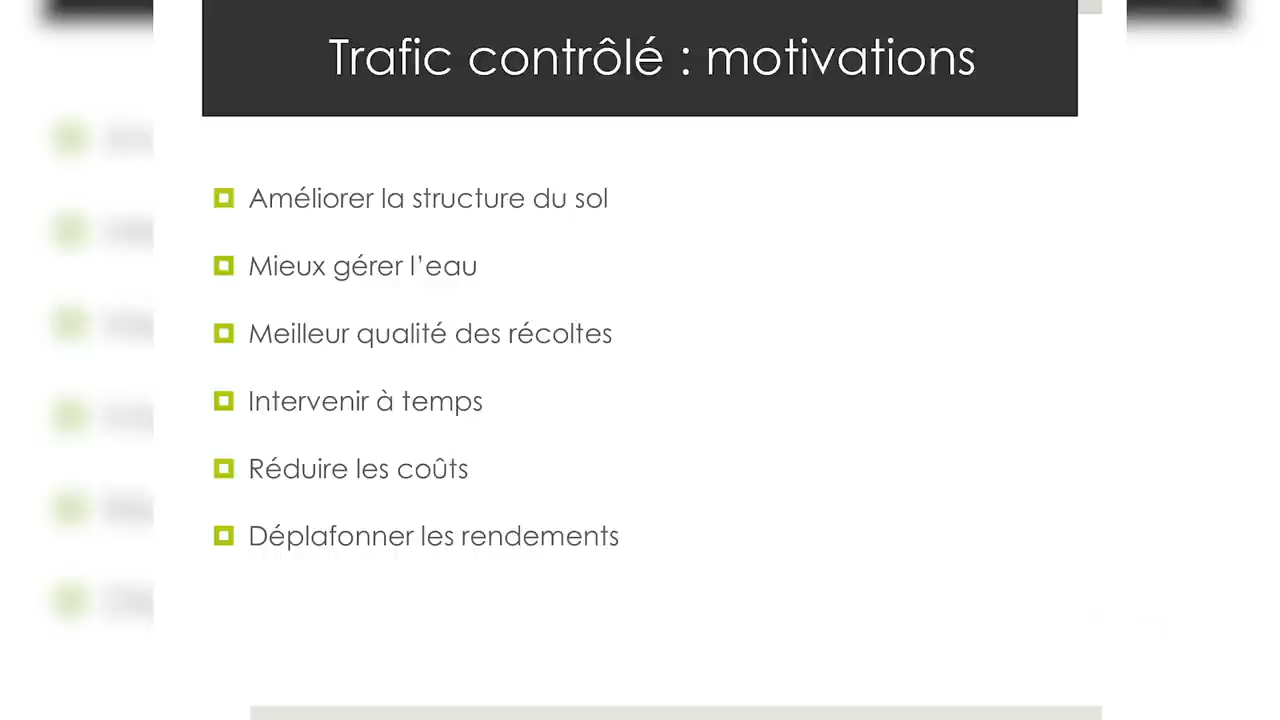 Trafic contrôlé : motivations
Améliorer la structure du sol
Mieux gérer l’eau
Meilleur qualité des récoltes
Intervenir à temps
Réduire les coûts
Déplafonner les rendements